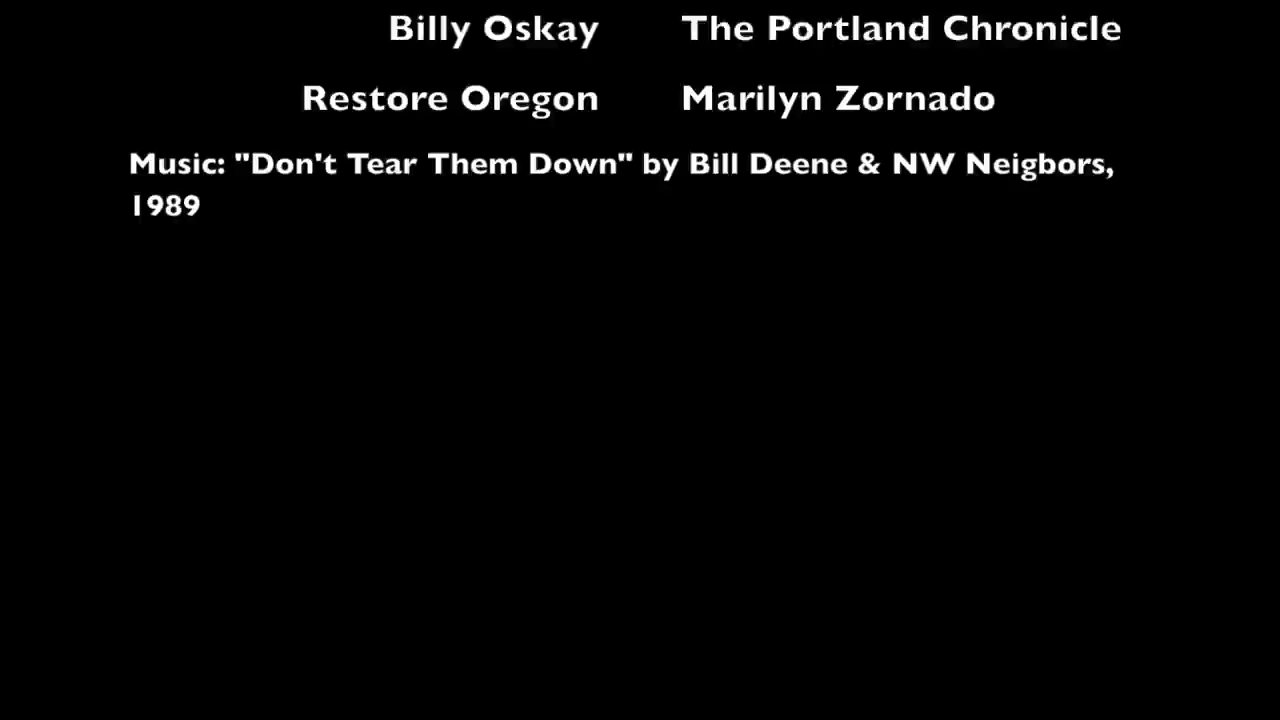 Billy Oskay The Portland Chronicle
Restore Oregon Marilyn Zornado
Music: "Don't Tear Them Down" by Bill Deene & NW Neigbors,
1989